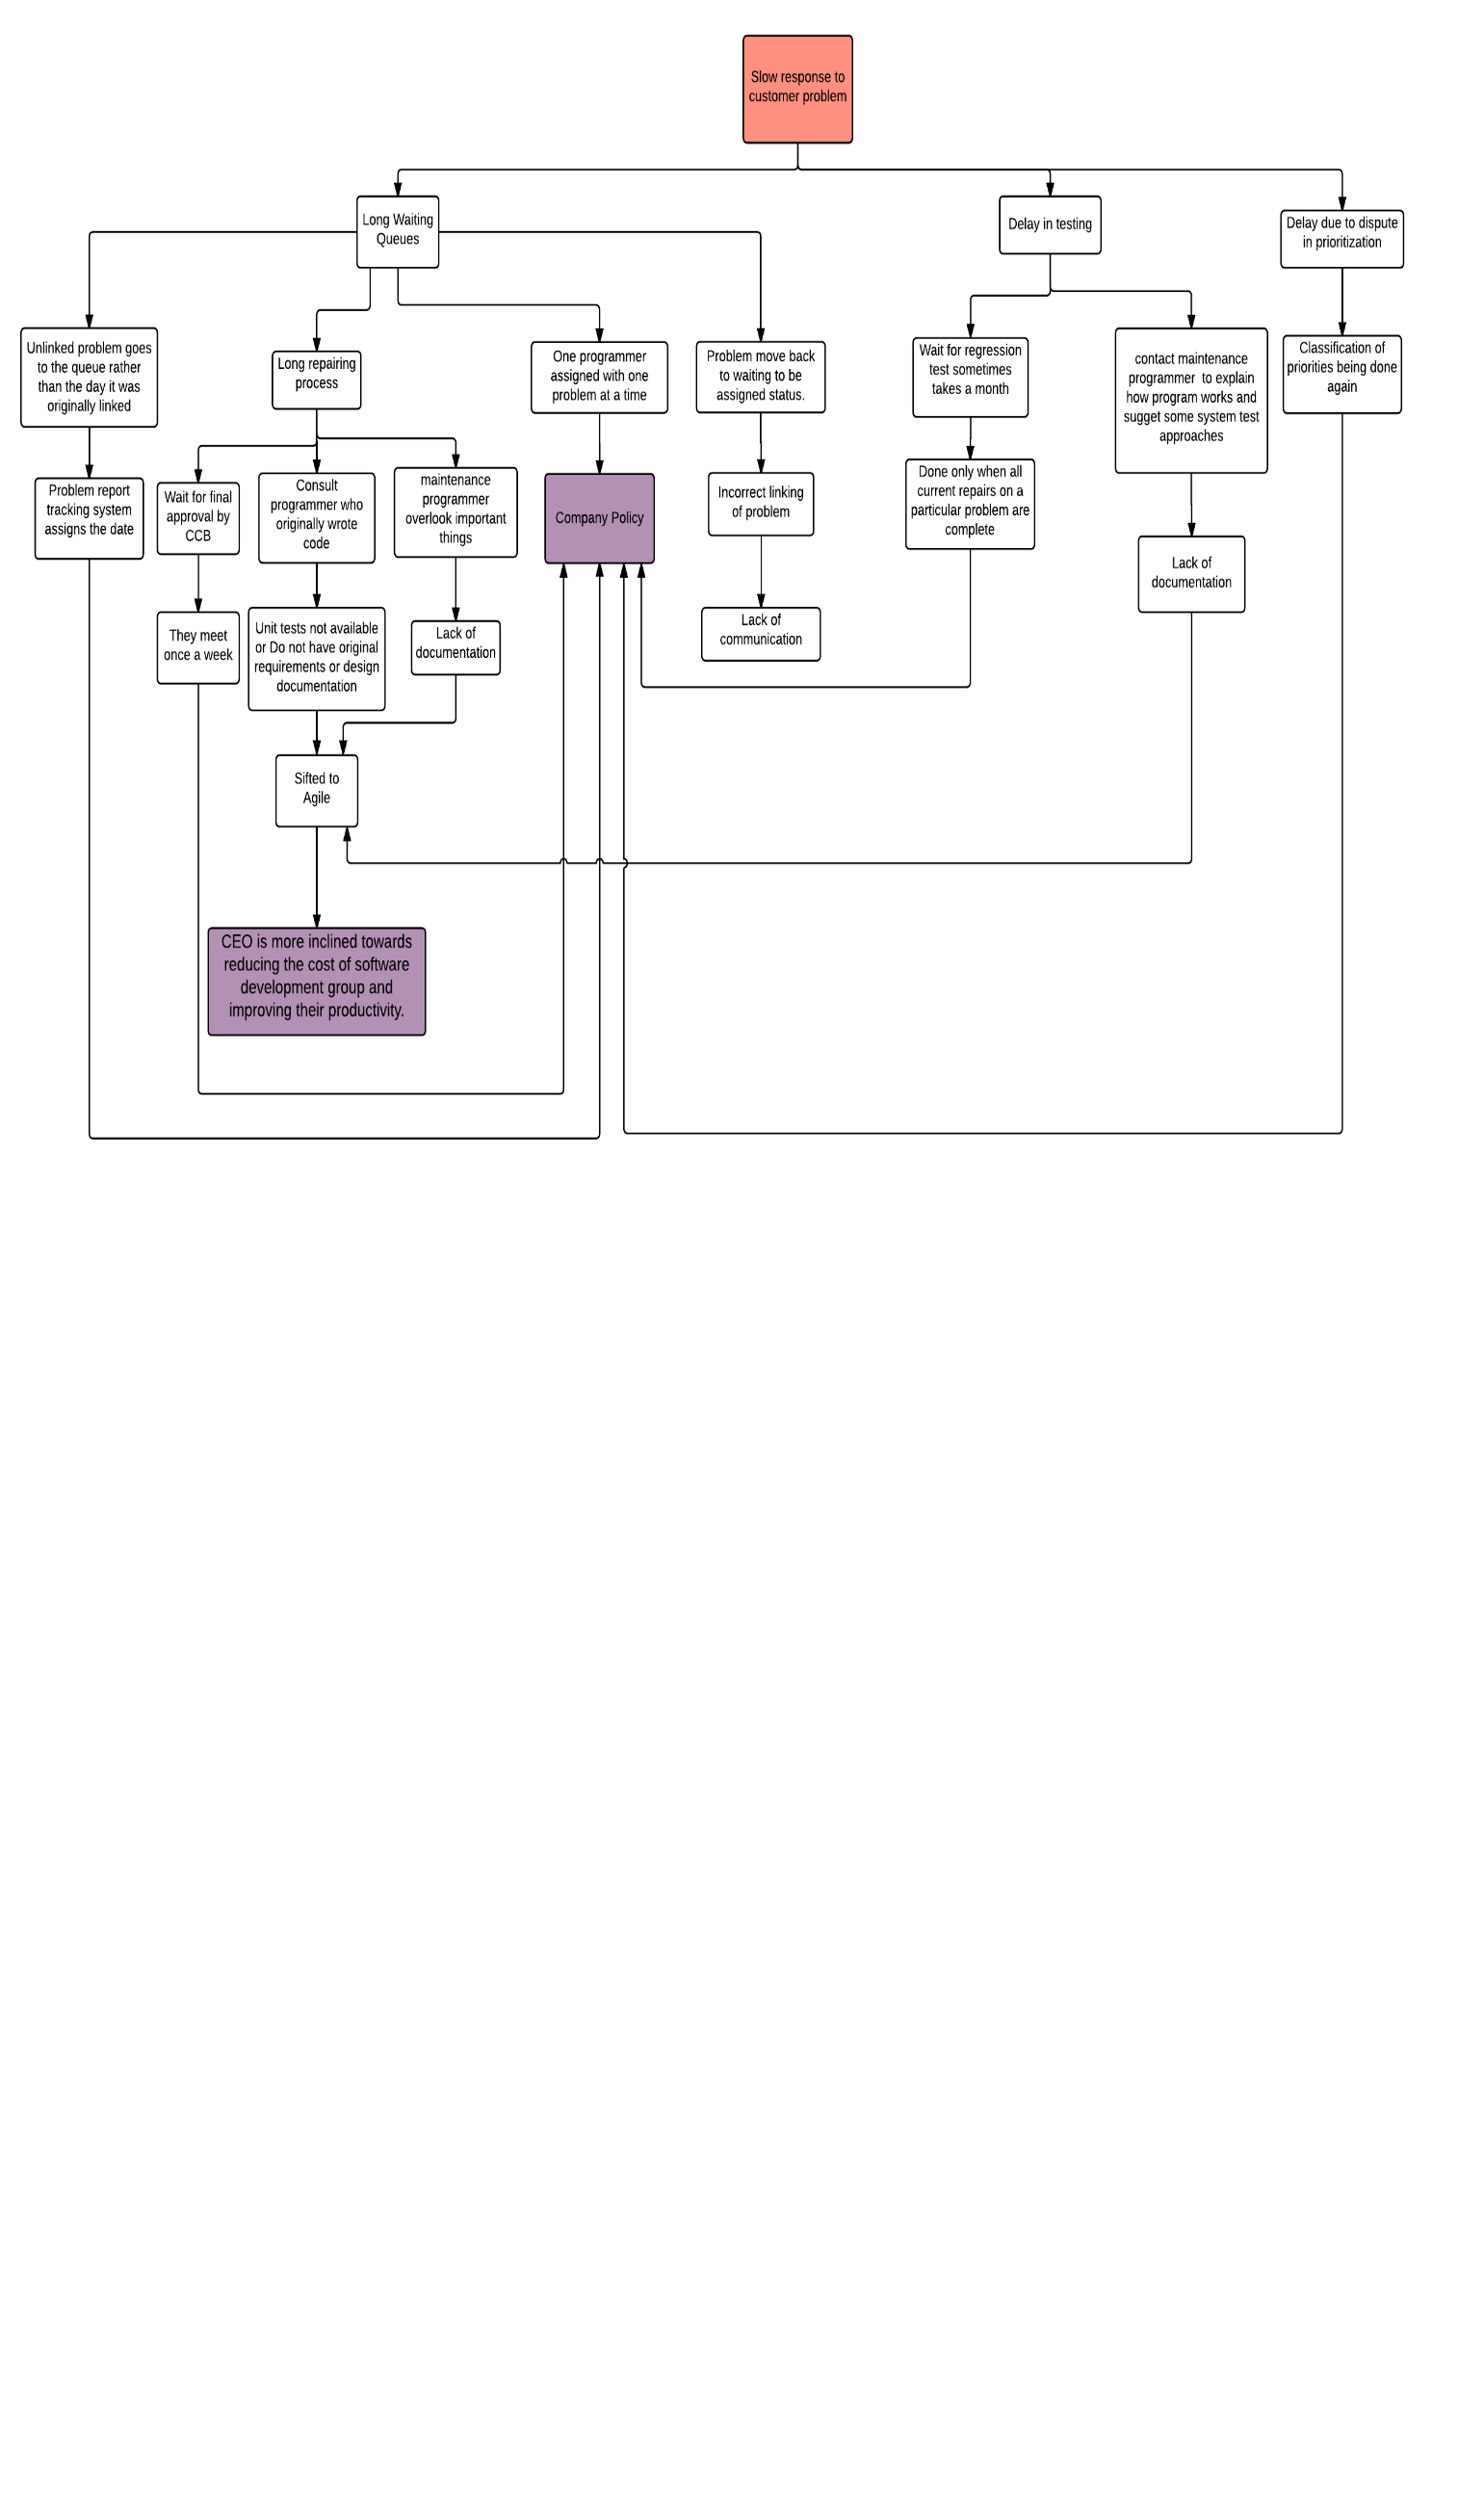 Slow response to
customer problem
Long Waiting
Queues
Delay in testing
Delay due to dispute
in prioritization
Unlinked problem goes
to the queue rather
than the day it was
originally linked
Long repairing
process
One programmer
assigned with one
problem at a time
Problem move back
to waiting to be
assigned status.
Wait for regression
test sometimes
takes a month
contact maintenance
programmer to explain
how program works and
sugget some system test
approaches
Classification of
priorities being done
again
Problem report
tracking system
assigns the date
Wait for final
approval by
CCB
Consult
programmer who
originally wrote
code
maintenance
programmer
overlook important
things
Company Policy
Incorrect linking
of problem
Done only when all
current repairs on a
particular problem are
complete
Lack of
documentation
They meet
once a week
Unit tests not available
or Do not have original
requirements or design
documentation
Lack of
documentation
Lack of
communication
Sifted to
Agile
CEO is more inclined towards
reducing the cost of software
development group and
improving their productivity.